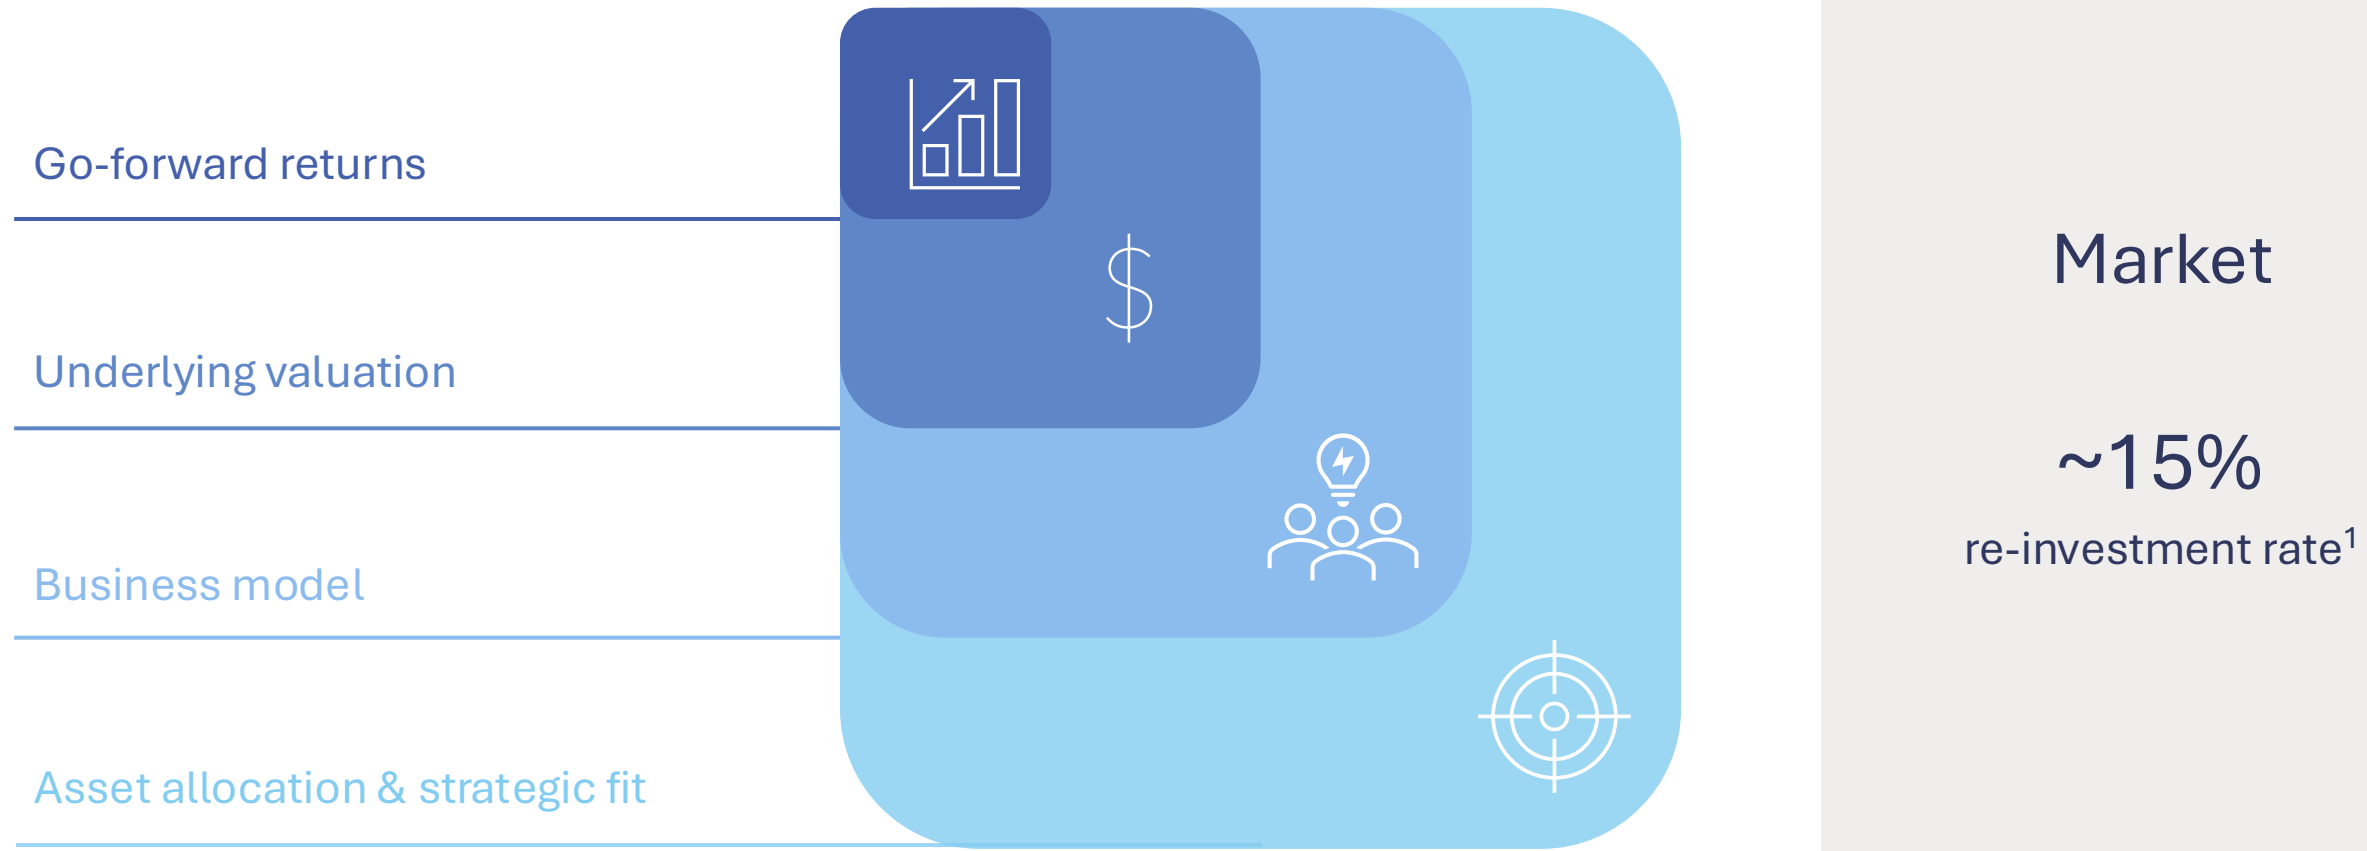 Go-forward returns
Underlying valuation
Business model
Asset allocation & strategic fit
$
Market
~15%
re-investment rate¹